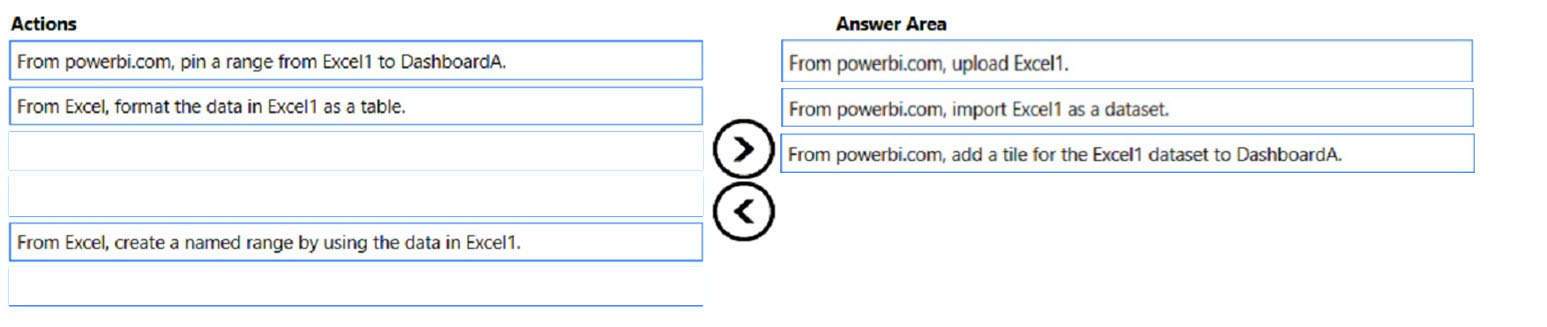 Actions
From powerbi.com, pin a range from Excel1 to DashboardA.
From Excel, format the data in Excel1 as a table.
From Excel, create a named range by using the data in Excel1.
Answer Area
From powerbi.com, upload Excel1.
From powerbi.com, import Excel1 as a dataset.
From powerbi.com, add a tile for the Excel1 dataset to DashboardA.